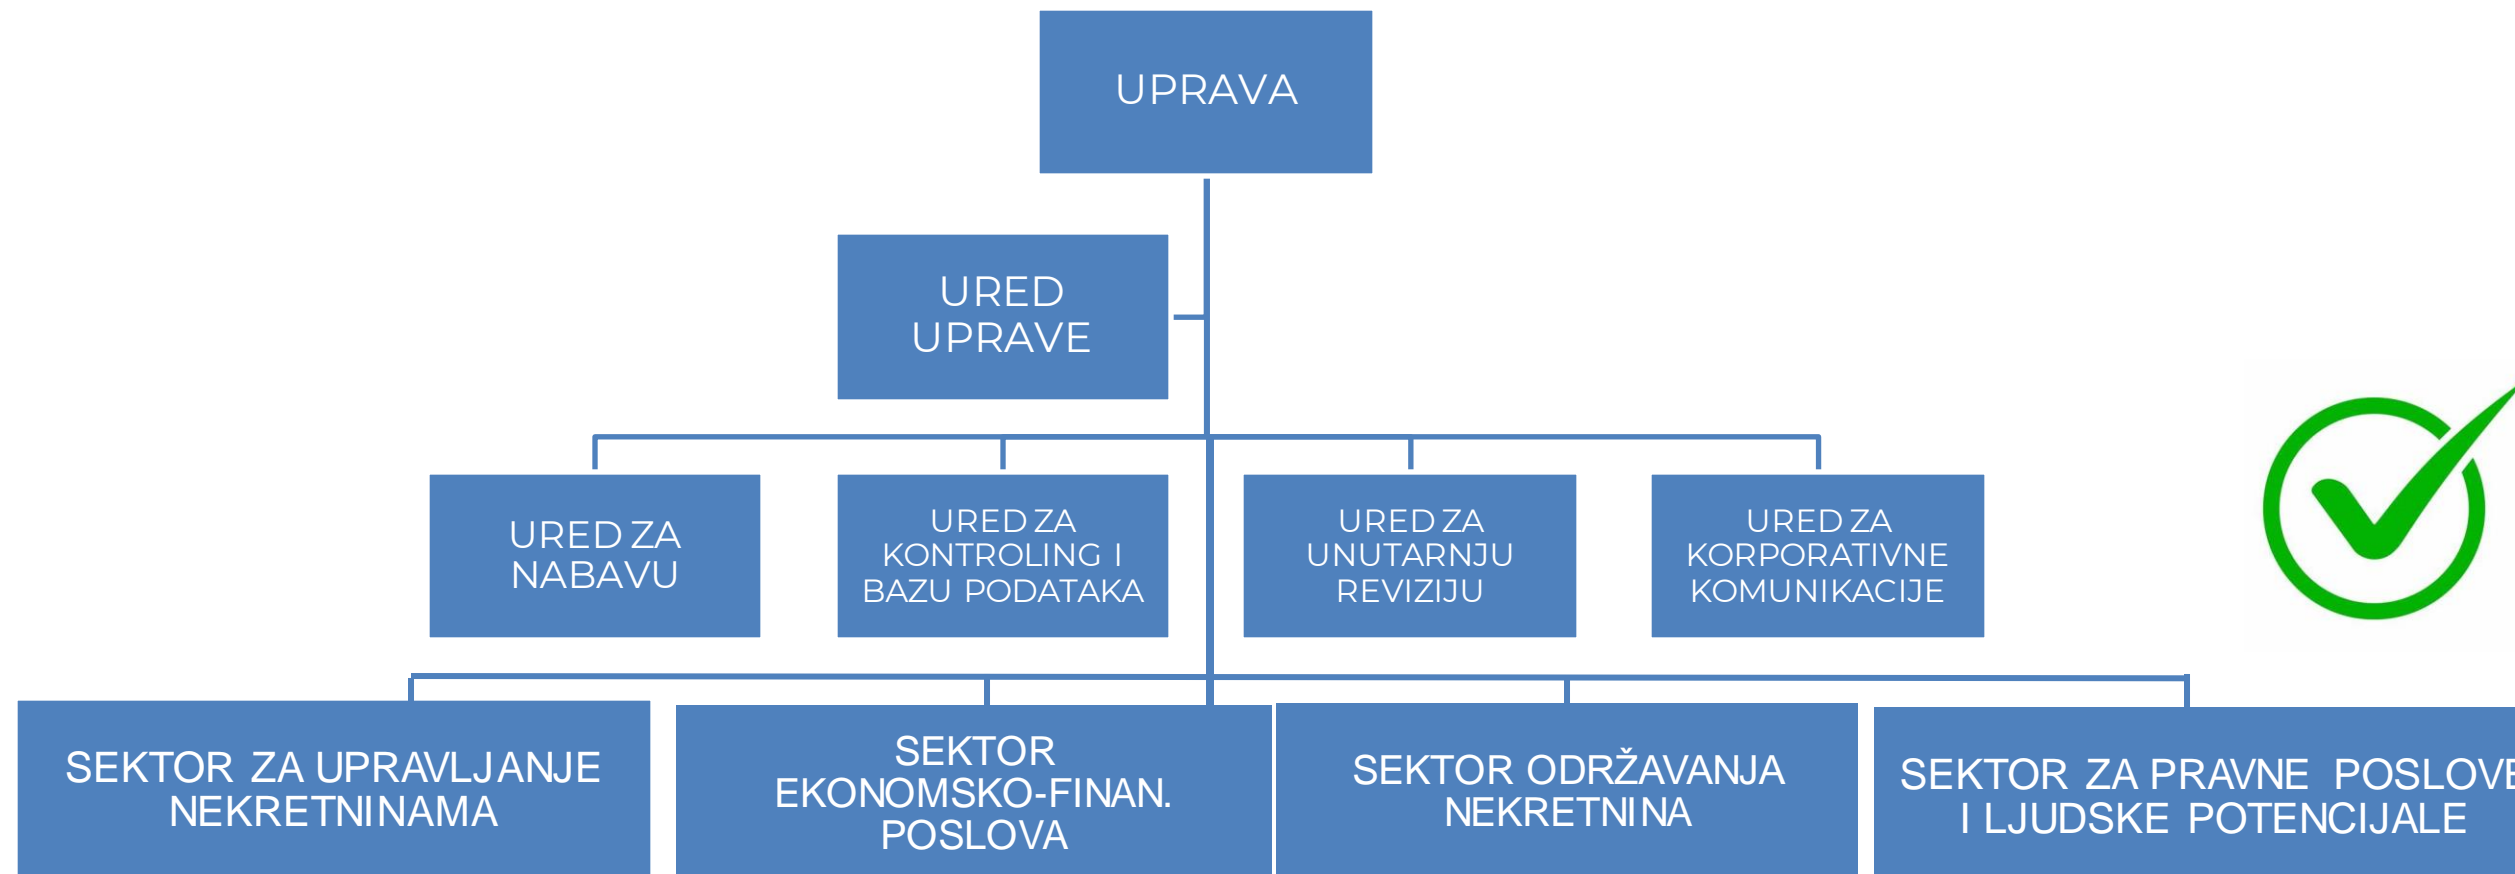 UPRAVA
URED
UPRAVE
URED ZA
NABAVU
URED ZA
KONTROLING I
BAZU PODATAKA
URED ZA
UNUTARNJU
REVIZIJU
URED ZA
KORPORATIVNE
KOMUNIKACIJE
SEKTOR ZA UPRAVLJANJE
NEKRETNINAMA
SEKTOR
EKONOMSKO-FINAN.
POSLOVA
SEKTOR ODRŽAVANJA
NEKRETNINA
SEKTOR ZA PRAVNE POSLOVE
I LJUDSKE POTENCIJALE